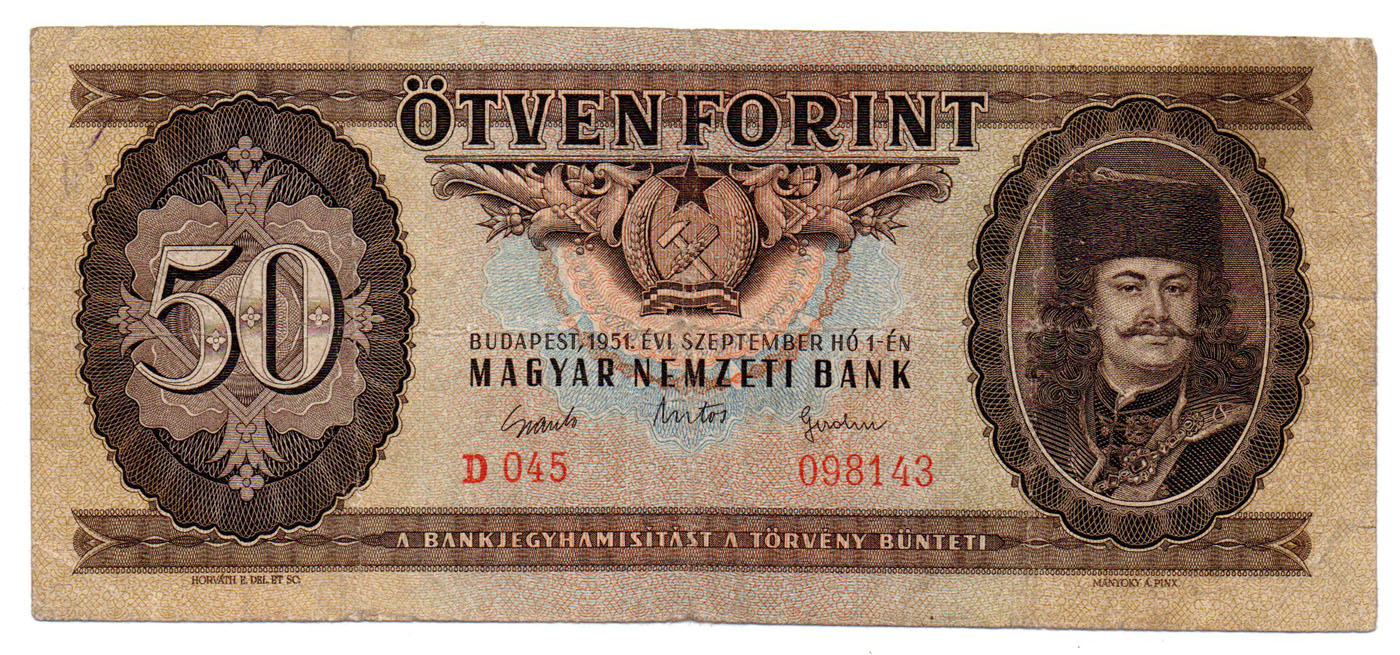 ÖTVEN FORINT
50
BUDAPEST, 1951. ÉVI SZEPTEMBER HÓ 1-ÉN
MAGYAR NEMZETI BANK
Antos
D 045
098143
A BANKJEGYHAMISÍTÁST A TÖRVÉNY BÜNTETI
HORVÁTH E. DEL. ET SC.
MÁNYOKY Á. PINX.